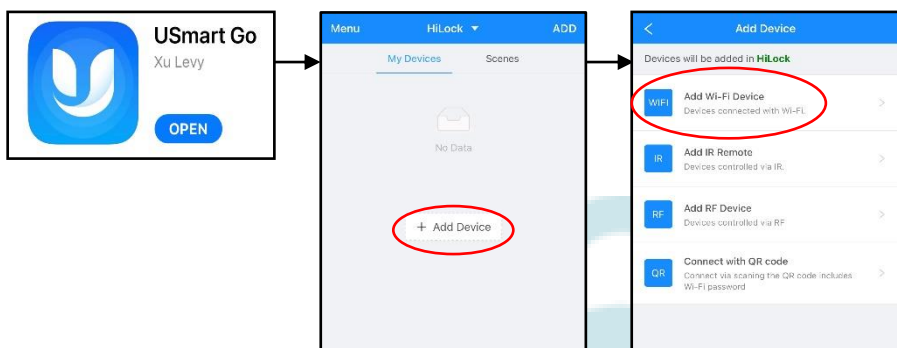 USmart Go
Xu Levy
OPEN
Menu
HiLock
ADD
My Devices
Scenes
No Data
+ Add Device
Add Device
Devices will be added in HiLock
WIFI
Add Wi-Fi Device
Devices connected with Wi-Fi.
IR
Add IR Remote
Devices controlled via IR.
RF
Add RF Device
Devices controlled via RF
QR
Connect with QR code
Connect via scaning the QR code includes
Wi-Fi password